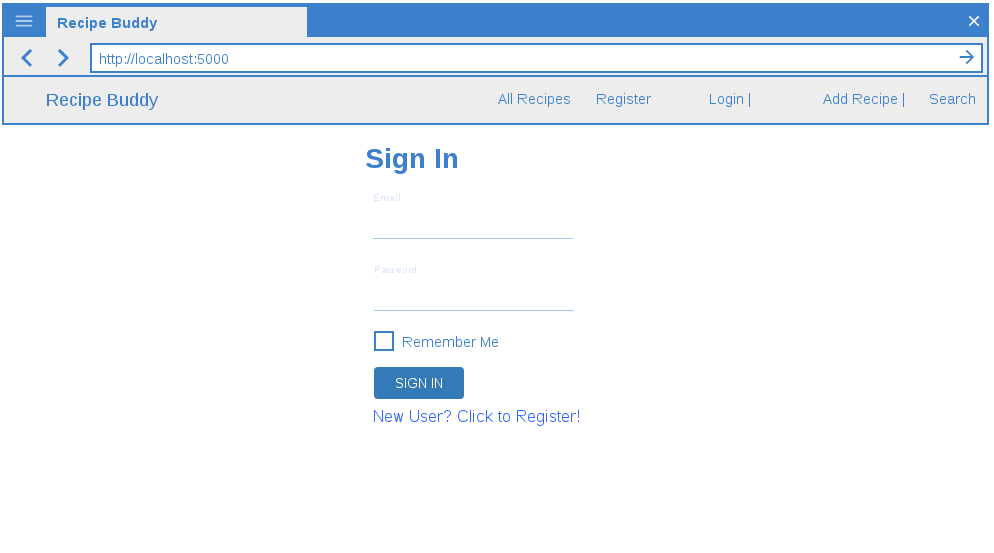 Recipe Buddy
http://localhost:5000
Recipe Buddy All Recipes Register Login | Add Recipe | Search
Sign In
Email
Password
Remember Me
SIGN IN
New User? Click to Register!